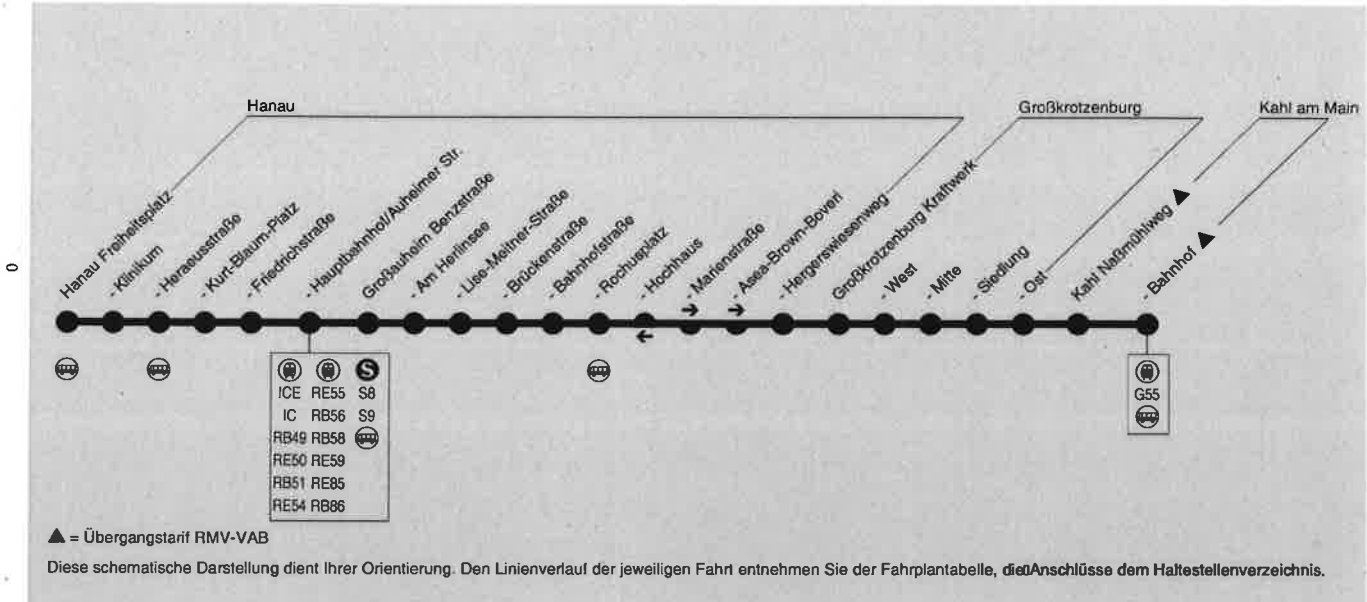 Hanau
Großkrotzenburg
Kahl am Main
Hanau Freiheitsplatz
- Klinikum
- Heraeusstraße
- Kurt-Blaum-Platz
- Friedrichstraße
- Hauptbahnhof/Auheimer Str.
Großauheim Benzstraße
- Am Herlinsee
- Lise-Meitner-Straße
- Brückenstraße
- Bahnhofstraße
- Rochusplatz
- Hochhaus
- Marienstraße
- Assea-Brown-Boveri
- Hergerswiesenweg
Großkrotzenburg Kraftwerk
- West
- Mitte
- Siedlung
- Ost
Kahl Naßmühlweg ▲
- Bahnhof ▲
0
S
ICE RE55 S8
IC RB56 S9
RB49 RB58
RE50 RE59
RB51 RE85
RE54 RB86
G55
▲ = Übergangstarif RMV-VAB
Diese schematische Darstellung dient Ihrer Orientierung. Den Linienverlauf der jeweiligen Fahrt entnehmen Sie der Fahrplantabelle, Anschlüsse dem Haltestellenverzeichnis.